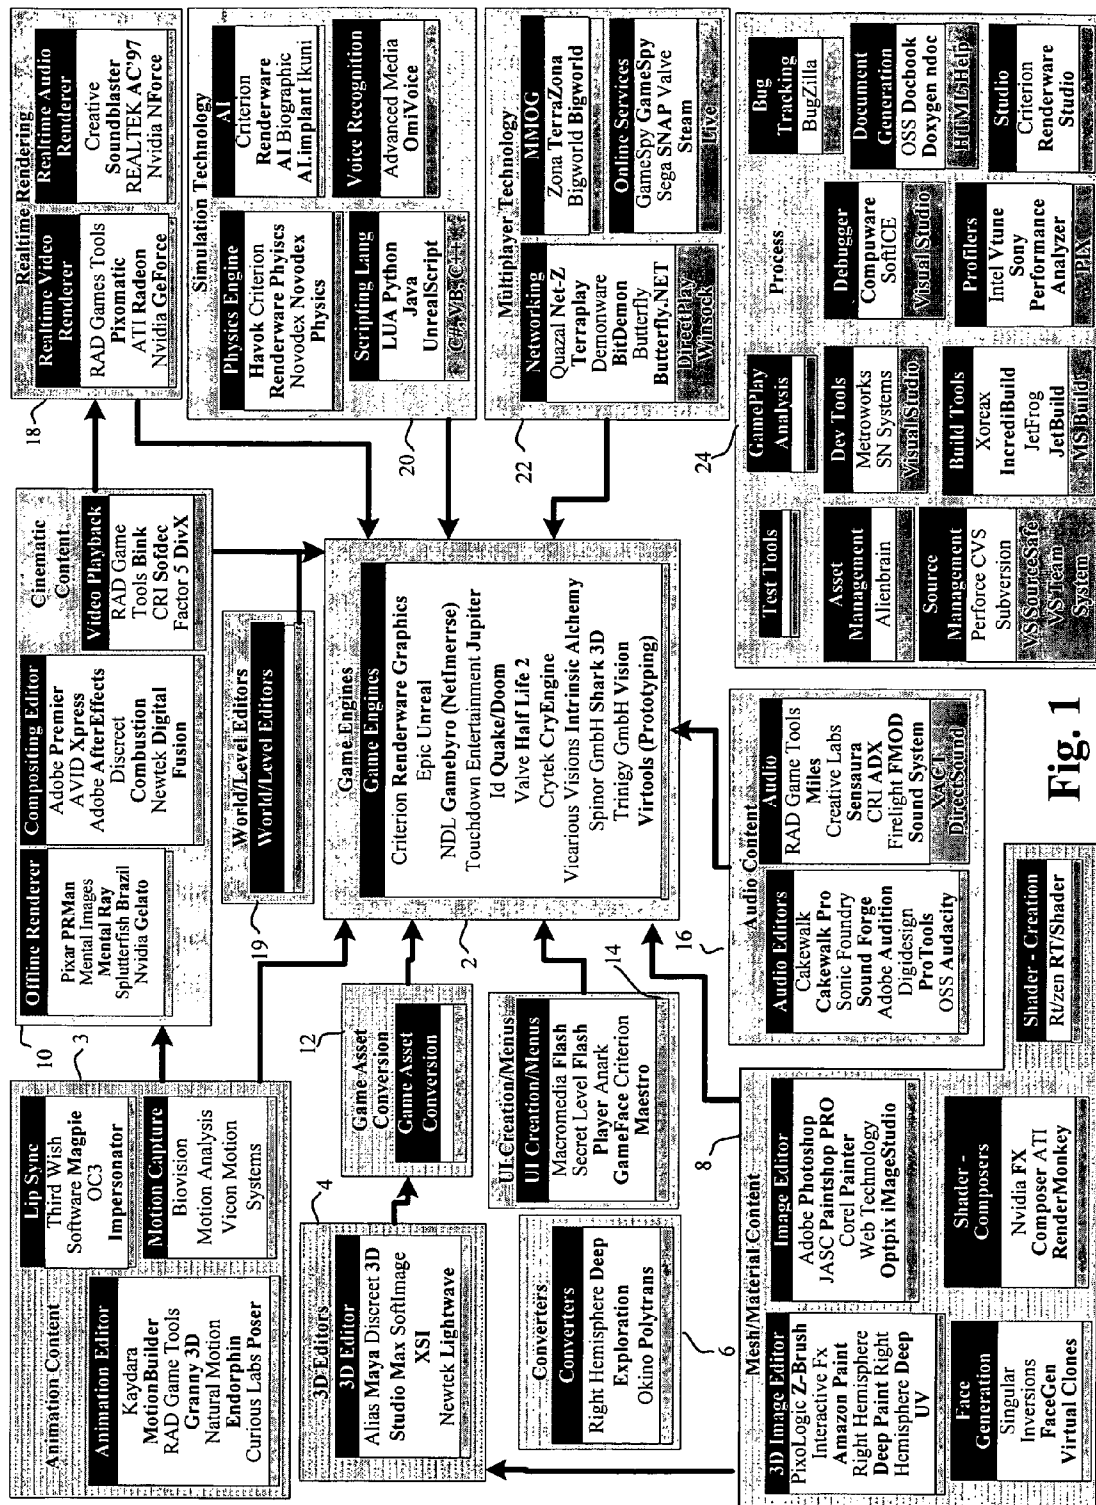 Animation Content
Animation Editor
Kaydara
MotionBuilder
RAD Game Tools
Granny 3D
Natural Motion
Endorphin
Curious Labs Poser
Lip Sync
Third Wish
Software Magpie
OC3
Impersonator
Motion Capture
Biovision
Motion Analysis
Vicon Motion
Systems
3
10
Offline Renderer
Pixar PRMan
Mental Images
Mental Ray
Splutterfish Brazil
Nvidia Gelato
Compositing Editor
Adobe Premier
AVID Xpress
Adobe AfterEffects
Discreet
Combustion
Newtek Digital
Fusion
Cinematic
Content
Video Playback
RAD Game
Tools Bink
CRI Sofdec
Factor 5 DivX
18
Realtime Rendering
Realtime Video
Renderer
RAD Games Tools
Pixomatic
ATI Radeon
Nvidia GeForce
Realtime Audio
Renderer
Creative
Soundblaster
REALTEK AC'97
Nvidia NForce
3D Editors
3D Editor
Alias Maya Discreet 3D
Studio Max SoftImage
XSI
Newtek Lightwave
4
12
Game Asset
Conversion
Game Asset
Conversion
19
World/Level Editors
World/Level Editors
20
Simulation Technology
Physics Engine
Havok Criterion
Renderware Phyises
Novodex Novodex
Physics
AI
Criterion
Renderware
AI Biographic
AI.implant Ikuni
Scripting Lang
LUA Python
Java
UnrealScript
C#, VB, C++
Voice Recognition
Advanced Media
OmiVoice
Converters
Converters
Right Hemisphere Deep
Exploration
Okino Polytrans
6
UI Creation/Menus
UI Creation/Menus
Macromedia Flash
Secret Level Flash
Player Anark
GameFace Criterion
Maestro
14
2
Game Engines
Game Engines
Criterion Renderware Graphics
Epic Unreal
NDL Gamebyro (NetImerrse)
Touchdown Entertainment Jupiter
Id Quake/Doom
Valve Half Life 2
Crytek CryEngine
Vicarious Visions Intrinsic Alchemy
Spinor GmbH Shark 3D
Trinigy GmbH Vision
Virtools (Prototyping)
22
Multiplayer Technology
Networking
Quazal Net-Z
Terraplay
Demonware
BitDemon
Butterfly
Butterfly.NET
DirectPlay
Winsock
MMOG
Zona TerraZona
Bigworld Bigworld
Online Services
GameSpy GameSpy
Sega SNAP Valve
Steam
Live
8
Mesh/Material Content
3D Image Editor
PixoLogic Z-Brush
Interactive Fx
Amazon Paint
Right Hemisphere
Deep Paint Right
Hemisphere Deep
UV
Image Editor
Adobe Photoshop
JASC Paintshop PRO
Corel Painter
Web Technology
Optpix iMageStudio
Face
Generation
Singular
Inversions
FaceGen
Virtual Clones
Shader -
Composers
Nvidia FX
Composer ATI
RenderMonkey
Shader - Creation
Rt/zen RT/Shader
16
Audio Content
Audio Editors
Cakewalk
Cakewalk Pro
Sonic Foundry
Sound Forge
Adobe Audition
Digidesign
ProTools
OSS Audacity
Audio
RAD Game Tools
Miles
Creative Labs
Sensaura
CRI ADX
Firelight FMOD
Sound System
XACT
DirectSound
24
Test Tools
GamePlay
Analysis
Process
Bug
Tracking
BugZilla
Asset
Management
Alienbrain
Dev Tools
Metroworks
SN Systems
Visual Studio
Debugger
Compuware
SoftICE
Visual Studio
Document
Generation
OSS Docbook
Doxygen ndoc
HTML Help
Source
Management
Perforce CVS
Subversion
VS SourceSafe
VS Team
System
Build Tools
Xoreax
IncrediBuild
JetFrog
JetBuild
MS Build
Profilers
Intel Vtune
Sony
Performance
Analyzer
PIX
Studio
Criterion
Renderware
Studio
Fig. 1